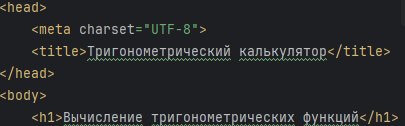 <head>
    <meta charset="UTF-8">
    <title>Тригонометрический калькулятор</title>
</head>
<body>
    <h1>Вычисление тригонометрических функций</h1>